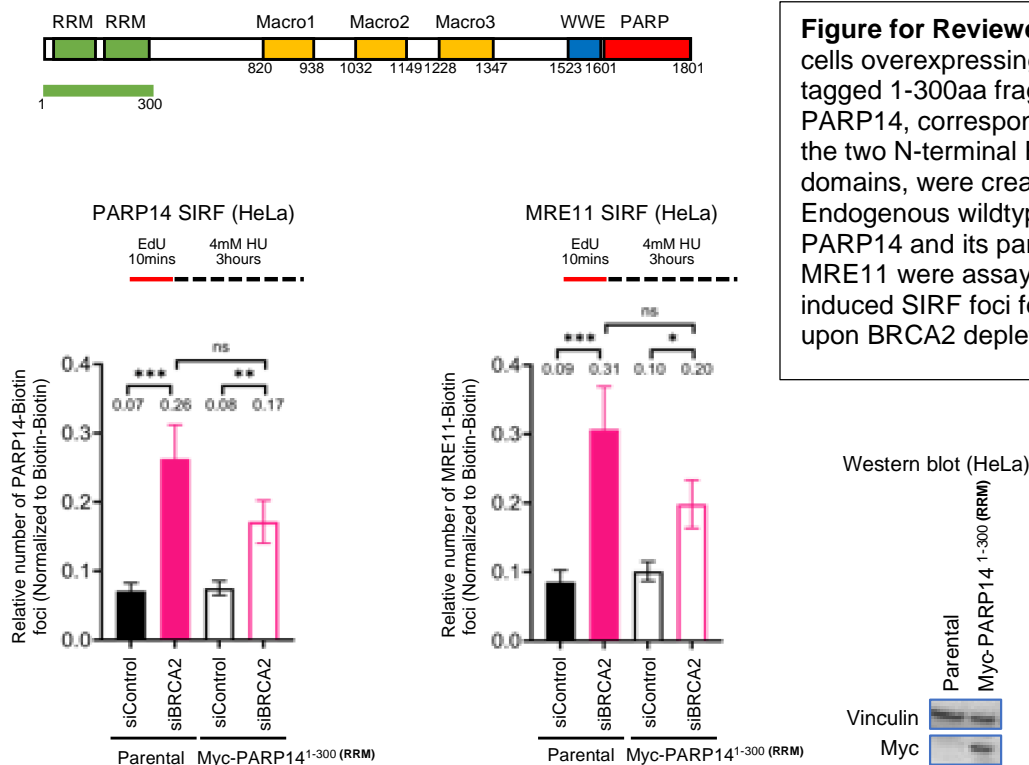 RRM RRM Macro1 Macro2 Macro3 WWE PARP
820 938 1032 1149 1228 1347 1523 1601 1801
1 300
Figure for Reviewe
cells overexpressing
tagged 1-300aa frag
PARP14, correspon
the two N-terminal
domains, were crea
Endogenous wildtyp
PARP14 and its par
MRE11 were assay
induced SIRF foci fo
upon BRCA2 deple
PARP14 SIRF (HeLa)
EdU 4mM HU
10mins 3hours
ns
*** **
0.07 0.26 0.08 0.17
Relative number of PARP14-Biotin
foci (Normalized to Biotin-Biotin)
0.4
0.3
0.2
0.1
0.0
siControl siBRCA2 siControl siBRCA2
Parental Myc-PARP14 1-300 (RRM)
MRE11 SIRF (HeLa)
EdU 4mM HU
10mins 3hours
ns
*** *
0.09 0.31 0.10 0.20
Relative number of MRE11-Biotin
foci (Normalized to Biotin-Biotin)
0.4
0.3
0.2
0.1
0.0
siControl siBRCA2 siControl siBRCA2
Parental Myc-PARP14 1-300 (RRM)
Western blot (HeLa)
Parental
Myc-PARP14 1-300 (RRM)
Vinculin
Myc